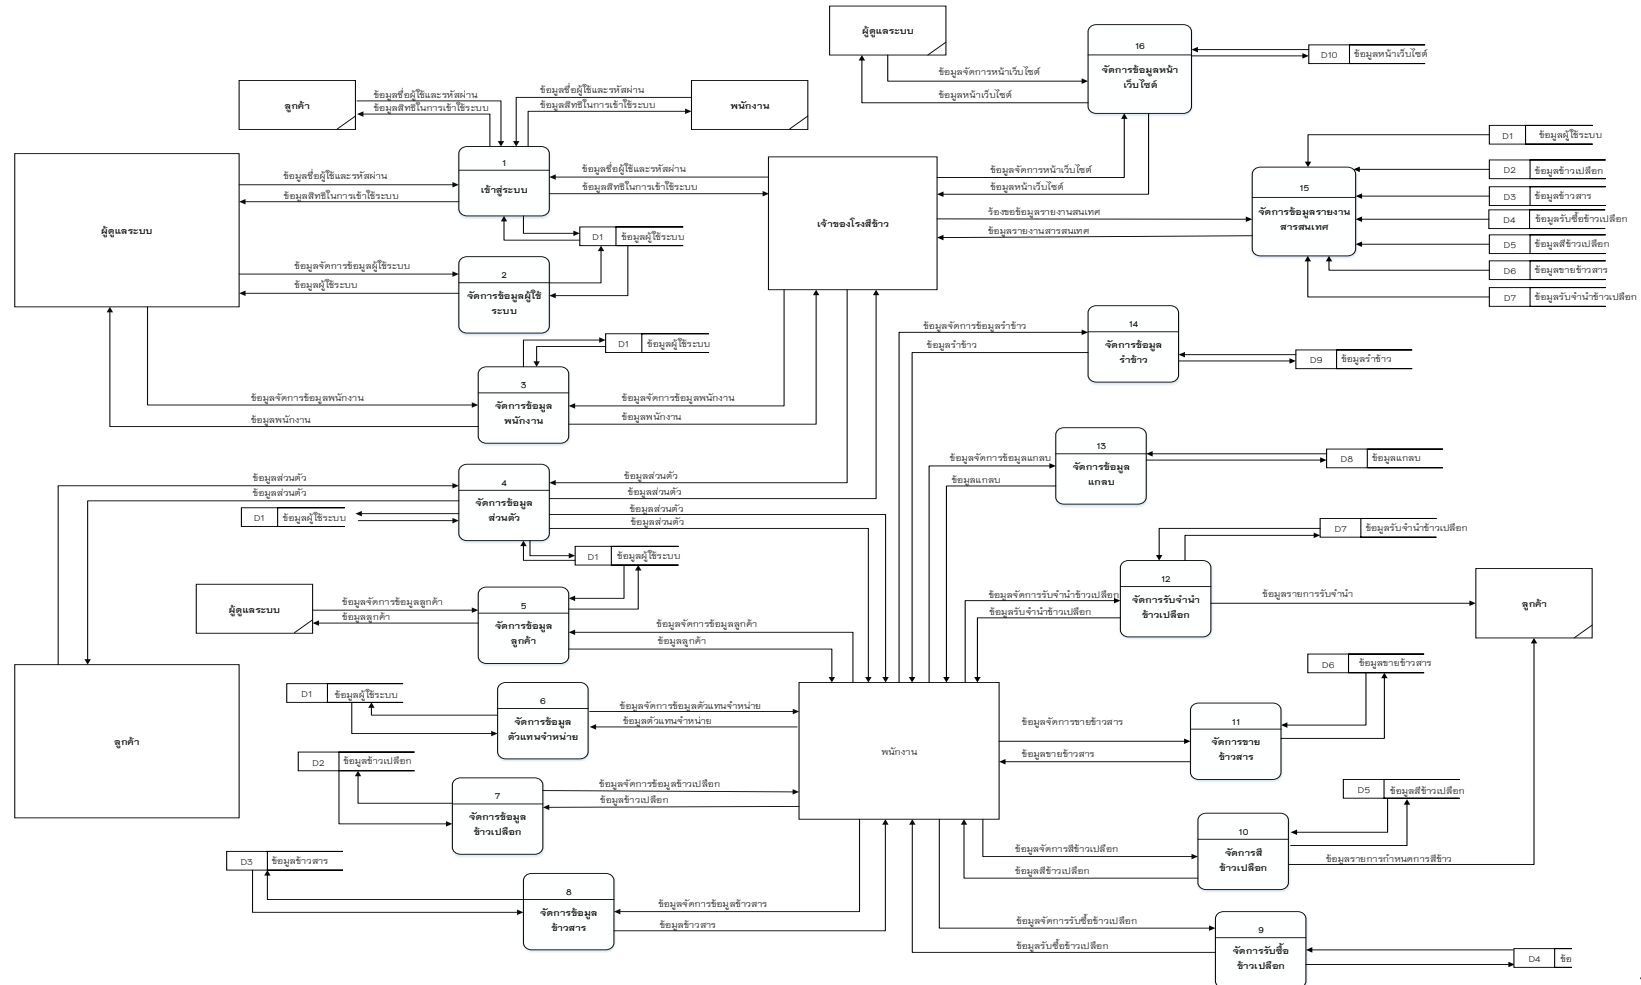 ผู้ดูแลระบบ
16
จัดการข้อมูลหน้า
เว็บไซต์
D10 ข้อมูลหน้าเว็บไซต์
ข้อมูลจัดการหน้าเว็บไซต์
ข้อมูลหน้าเว็บไซต์
ลูกค้า
ข้อมูลชื่อผู้ใช้และรหัสผ่าน
ข้อมูลสิทธิในการเข้าใช้ระบบ
ข้อมูลชื่อผู้ใช้และรหัสผ่าน
ข้อมูลสิทธิในการเข้าใช้ระบบ
พนักงาน
ผู้ดูแลระบบ
ข้อมูลชื่อผู้ใช้และรหัสผ่าน
ข้อมูลสิทธิในการเข้าใช้ระบบ
1
เข้าสู่ระบบ
ข้อมูลชื่อผู้ใช้และรหัสผ่าน
ข้อมูลสิทธิในการเข้าใช้ระบบ
เจ้าของโรงสีข้าว
ข้อมูลจัดการหน้าเว็บไซต์
ข้อมูลหน้าเว็บไซต์
ร้องขอข้อมูลรายงานสนเทศ
ข้อมูลรายงานสารสนเทศ
15
จัดการข้อมูลรายงาน
สารสนเทศ
D1 ข้อมูลผู้ใช้ระบบ
D2 ข้อมูลข้าวเปลือก
D3 ข้อมูลข้าวสาร
D4 ข้อมูลรับซื้อข้าวเปลือก
D5 ข้อมูลสีข้าวเปลือก
D6 ข้อมูลขายข้าวสาร
D7 ข้อมูลรับจำนำข้าวเปลือก
D1 ข้อมูลผู้ใช้ระบบ
ข้อมูลจัดการข้อมูลผู้ใช้ระบบ
ข้อมูลผู้ใช้ระบบ
2
จัดการข้อมูลผู้ใช้
ระบบ
D1 ข้อมูลผู้ใช้ระบบ
3
จัดการข้อมูล
พนักงาน
ข้อมูลจัดการข้อมูลพนักงาน
ข้อมูลพนักงาน
ข้อมูลจัดการข้อมูลพนักงาน
ข้อมูลพนักงาน
ข้อมูลจัดการข้อมูลรำข้าว
ข้อมูลรำข้าว
14
จัดการข้อมูล
รำข้าว
D9 ข้อมูลรำข้าว
ข้อมูลจัดการข้อมูลแกลบ
ข้อมูลแกลบ
13
จัดการข้อมูล
แกลบ
D8 ข้อมูลแกลบ
ข้อมูลส่วนตัว
ข้อมูลส่วนตัว
D1 ข้อมูลผู้ใช้ระบบ
4
จัดการข้อมูล
ส่วนตัว
ข้อมูลส่วนตัว
ข้อมูลส่วนตัว
ข้อมูลส่วนตัว
ข้อมูลส่วนตัว
D1 ข้อมูลผู้ใช้ระบบ
D7 ข้อมูลรับจำนำข้าวเปลือก
12
จัดการรับจำนำ
ข้าวเปลือก
ข้อมูลจัดการรับจำนำข้าวเปลือก
ข้อมูลรับจำนำข้าวเปลือก
ข้อมูลรายการรับจำนำ
ลูกค้า
ผู้ดูแลระบบ
ข้อมูลจัดการข้อมูลลูกค้า
ข้อมูลลูกค้า
5
จัดการข้อมูล
ลูกค้า
ข้อมูลจัดการข้อมูลลูกค้า
ข้อมูลลูกค้า
ลูกค้า
D1 ข้อมูลผู้ใช้ระบบ
6
จัดการข้อมูล
ตัวแทนจำหน่าย
ข้อมูลจัดการข้อมูลตัวแทนจำหน่าย
ข้อมูลตัวแทนจำหน่าย
พนักงาน
ข้อมูลจัดการขายข้าวสาร
ข้อมูลขายข้าวสาร
11
จัดการขาย
ข้าวสาร
D6 ข้อมูลขายข้าวสาร
D2 ข้อมูลข้าวเปลือก
7
จัดการข้อมูล
ข้าวเปลือก
ข้อมูลจัดการข้อมูลข้าวเปลือก
ข้อมูลข้าวเปลือก
D5 ข้อมูลสีข้าวเปลือก
10
จัดการสี
ข้าวเปลือก
ข้อมูลจัดการสีข้าวเปลือก
ข้อมูลสีข้าวเปลือก
ข้อมูลรายการกำหนดการสีข้าว
D3 ข้อมูลข้าวสาร
8
จัดการข้อมูล
ข้าวสาร
ข้อมูลจัดการข้อมูลข้าวสาร
ข้อมูลข้าวสาร
ข้อมูลจัดการรับซื้อข้าวเปลือก
ข้อมูลรับซื้อข้าวเปลือก
9
จัดการรับซื้อ
ข้าวเปลือก
D4 ข้อ